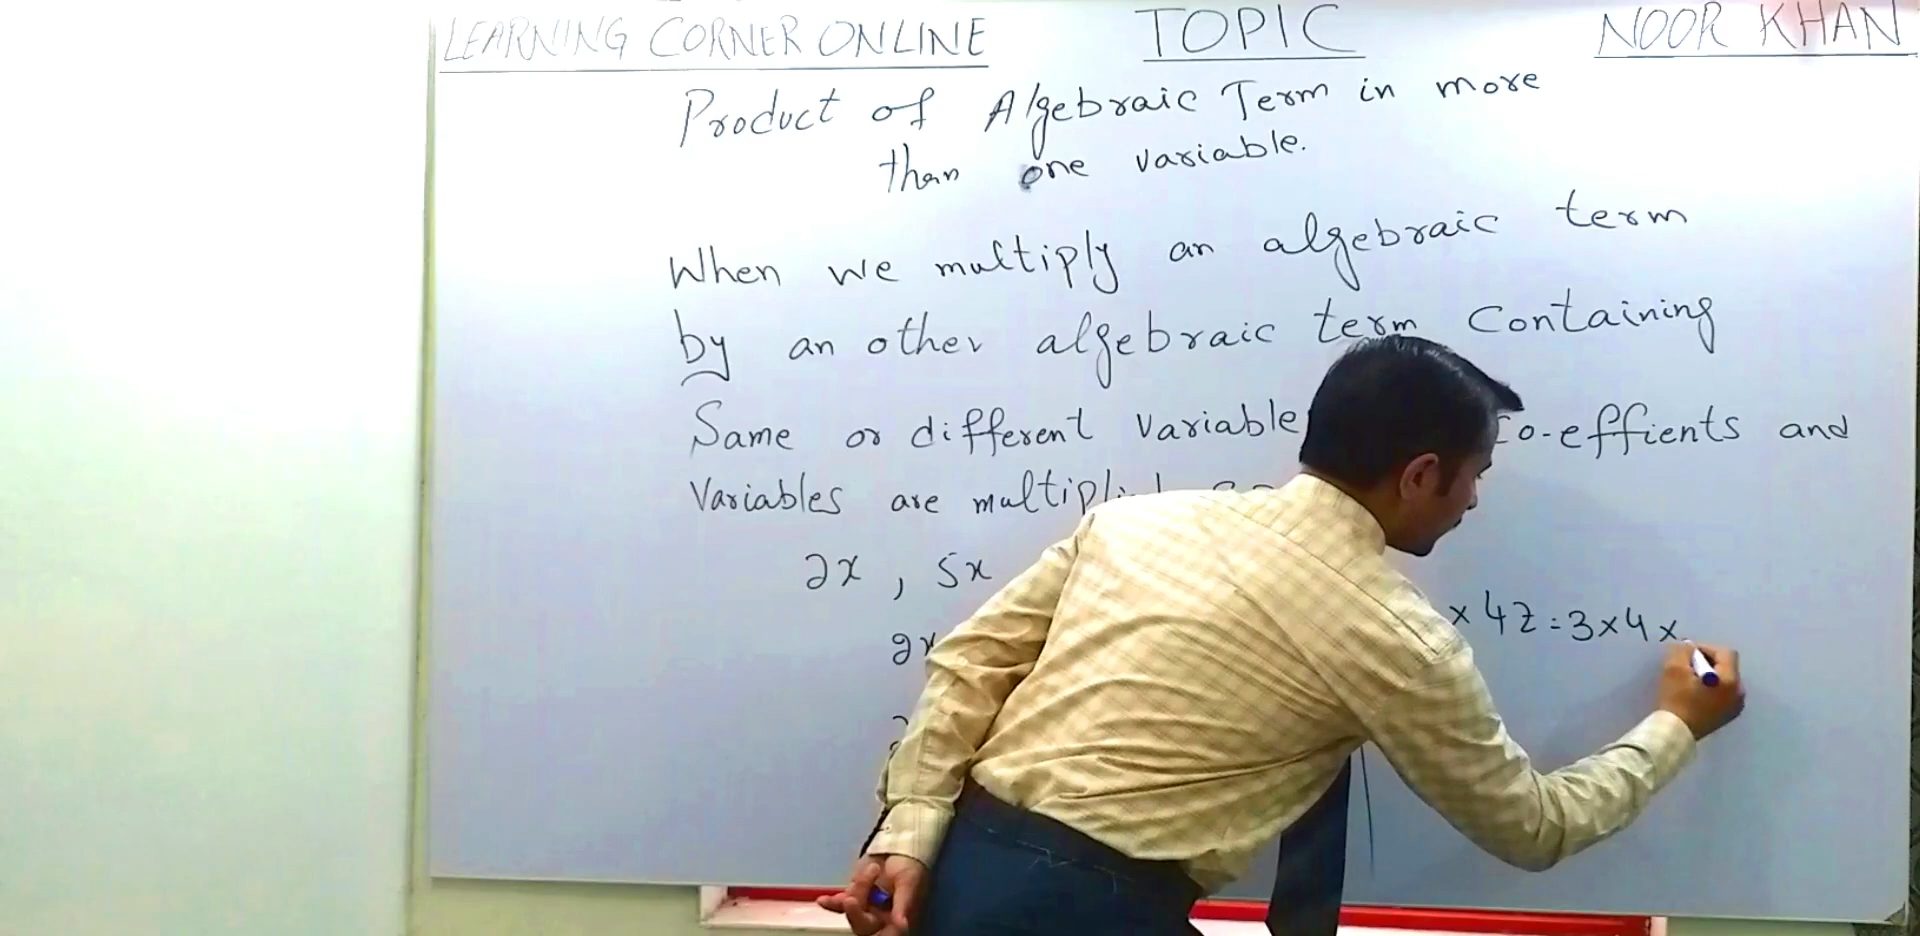 LEARNING CORNER ONLINE TOPIC NOOR KHAN
Product of Algebraic Term in more
than one variable.
When we multiply an algebraic term
by an other algebraic term Containing
Same or different Variable Co-effients and
Variables are
2x , 5x
x 4z = 3 x 4 x